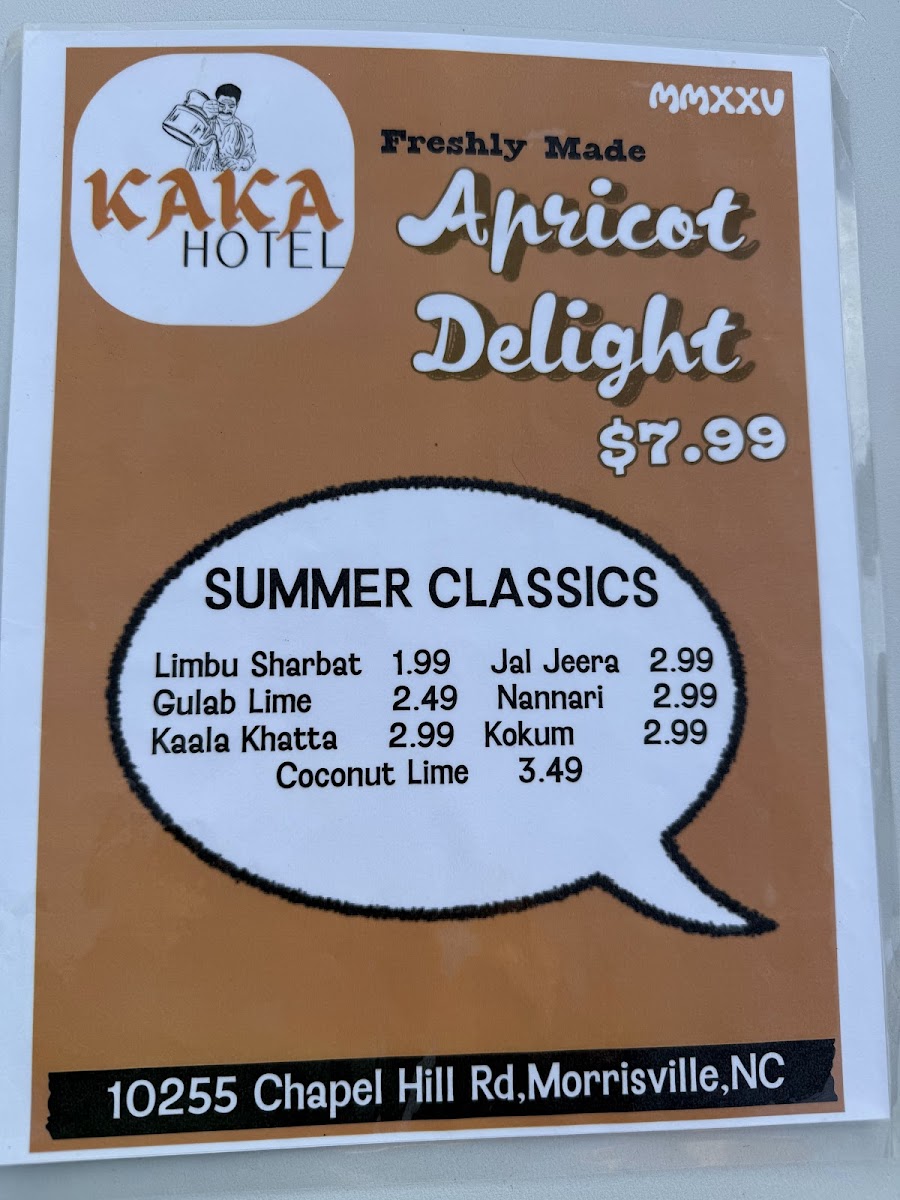 MMXXV
KAKA
HOTEL
Freshly Made
Apricot
Delight
$7.99
SUMMER CLASSICS
Limbu Sharbat 1.99 Jal Jeera 2.99
Gulab Lime 2.49 Nannari 2.99
Kaala Khatta 2.99 Kokum 2.99
Coconut Lime 3.49
10255 Chapel Hill Rd,Morrisville,NC